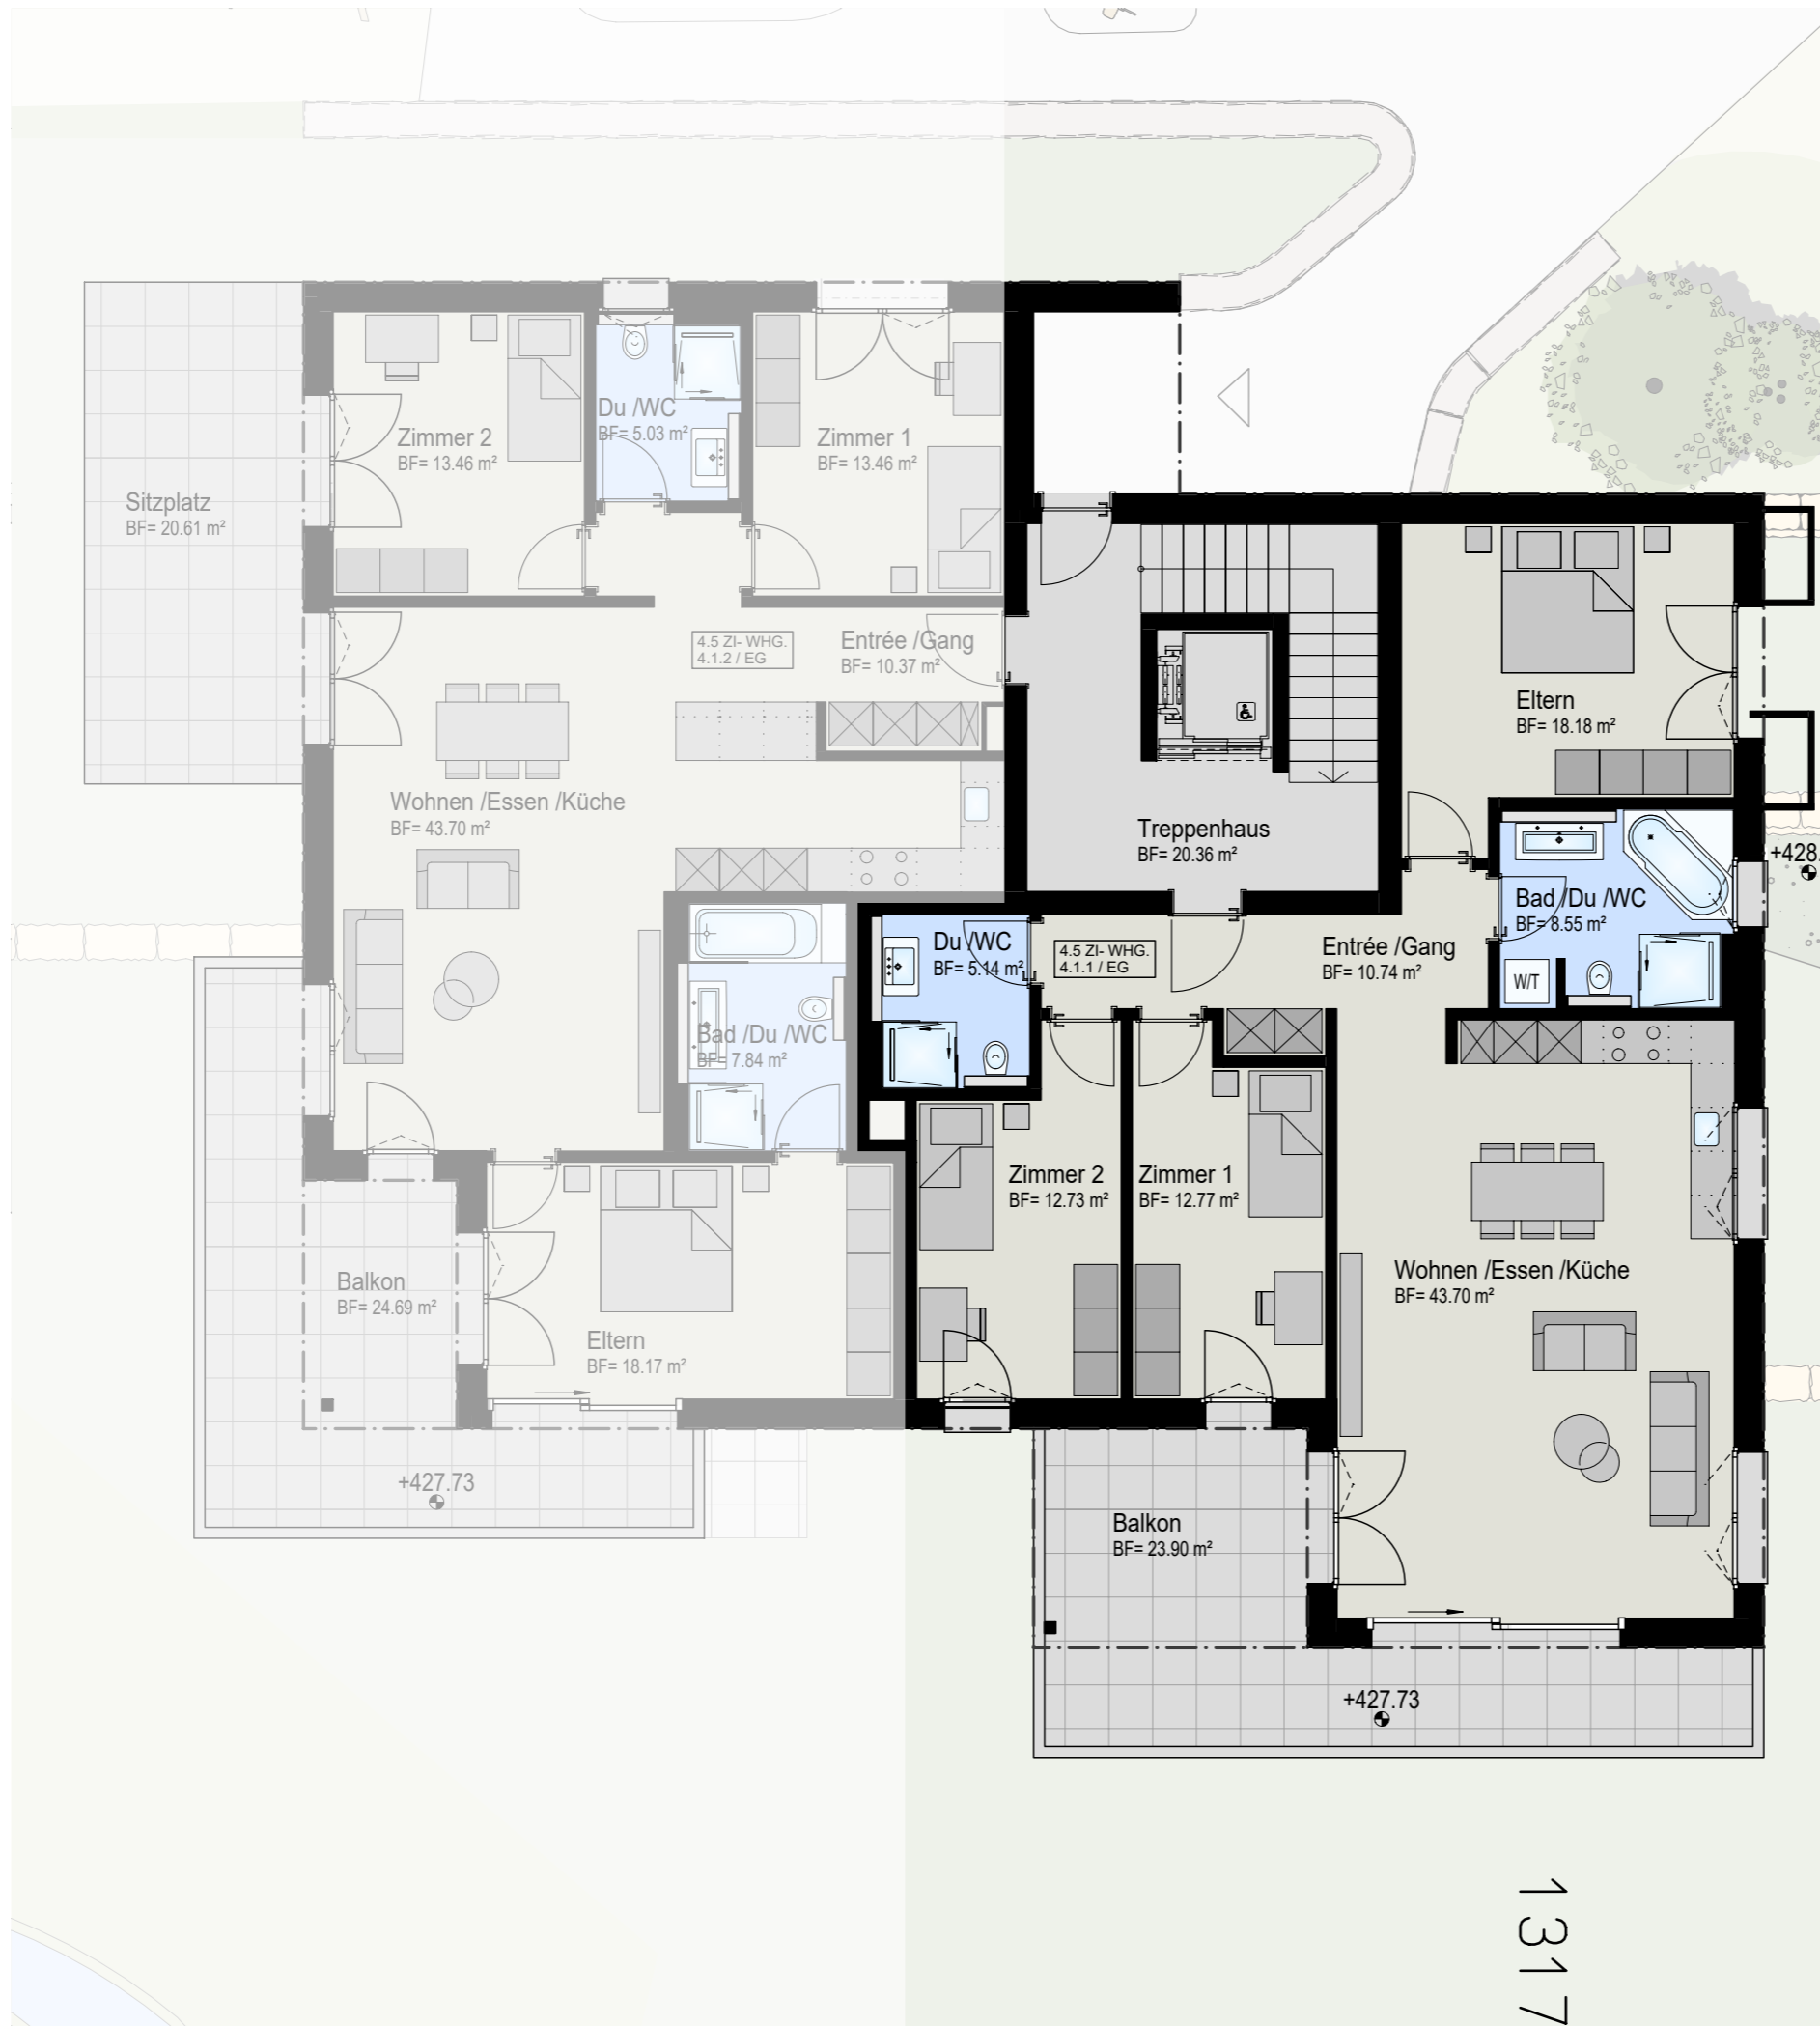 Zimmer 2
BF= 13.46 m²
Du /WC
BF= 5.03 m²
Zimmer 1
BF= 13.46 m²
Sitzplatz
BF= 20.61 m²
4.5 ZI- WHG.
4.1.2 / EG
Entrée /Gang
BF= 10.37 m²
Wohnen /Essen /Küche
BF= 43.70 m²
Bad /Du /WC
BF= 7.84 m²
Balkon
BF= 24.69 m²
Eltern
BF= 18.17 m²
+427.73
Eltern
BF= 18.18 m²
Treppenhaus
BF= 20.36 m²
+428.
Bad /Du /WC
BF= 8.55 m²
W/T
Du /WC
BF= 5.14 m²
4.5 ZI- WHG.
4.1.1 / EG
Entrée /Gang
BF= 10.74 m²
Zimmer 2
BF= 12.73 m²
Zimmer 1
BF= 12.77 m²
Wohnen /Essen /Küche
BF= 43.70 m²
Balkon
BF= 23.90 m²
+427.73
1317